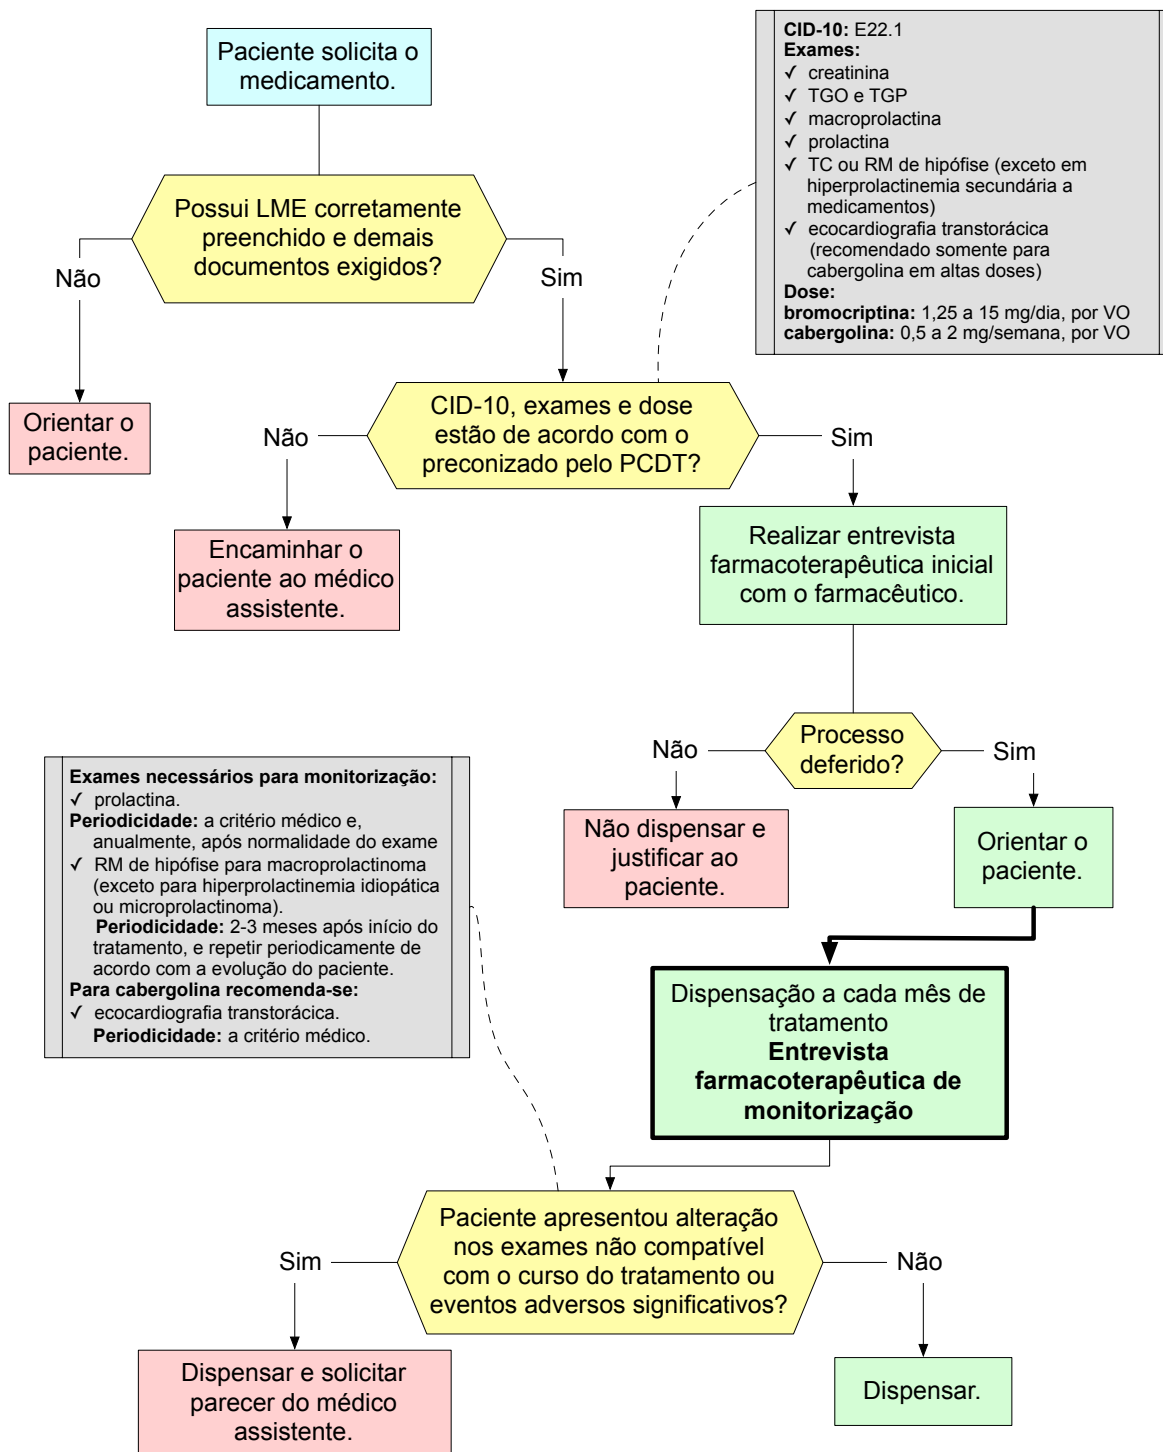 Paciente solicita o
medicamento.
CID-10: E22.1
Exames:
✓ creatinina
✓ TGO e TGP
✓ macroprolactina
✓ prolactina
✓ TC ou RM de hipófise (exceto em
hiperprolactinemia secundária a
medicamentos)
✓ ecocardiografia transtorácica
(recomendado somente para
cabergolina em altas doses)
Dose:
bromocriptina: 1,25 a 15 mg/dia, por VO
cabergolina: 0,5 a 2 mg/semana, por VO
Possui LME corretamente
preenchido e demais
documentos exigidos?
Não
Sim
Orientar o
paciente.
CID-10, exames e dose
estão de acordo com o
preconizado pelo PCDT?
Não
Sim
Encaminhar o
paciente ao médico
assistente.
Realizar entrevista
farmacoterapêutica inicial
com o farmacêutico.
Processo
deferido?
Não
Sim
Não dispensar e
justificar ao
paciente.
Orientar o
paciente.
Exames necessários para monitorização:
✓ prolactina.
Periodicidade: a critério médico e,
anualmente, após normalidade do exame
✓ RM de hipófise para macroprolactinoma
(exceto para hiperprolactinemia idiopática
ou microprolactinoma).
Periodicidade: 2-3 meses após início do
tratamento, e repetir periodicamente de
acordo com a evolução do paciente.
Para cabergolina recomenda-se:
✓ ecocardiografia transtorácica.
Periodicidade: a critério médico.
Dispensação a cada mês de
tratamento
Entrevista
farmacoterapêutica de
monitorização
Paciente apresentou alteração
nos exames não compatível
com o curso do tratamento ou
eventos adversos significativos?
Sim
Não
Dispensar e solicitar
parecer do médico
assistente.
Dispensar.